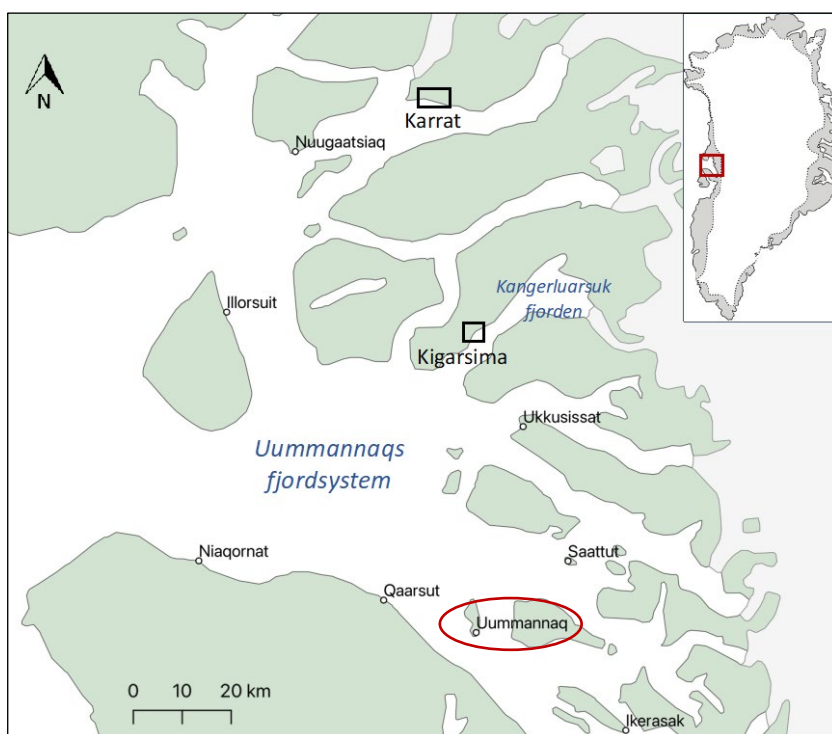 N
Karrat
Nuugaatsiaq
Kangerluarsuk
fjorden
Illorsuit
Kigarsima
Ukkusissat
Uummannaqs
fjordsystem
Niaqornat
Saattut
Qaarsut
Uummannaq
0 10 20 km
Ikerasak